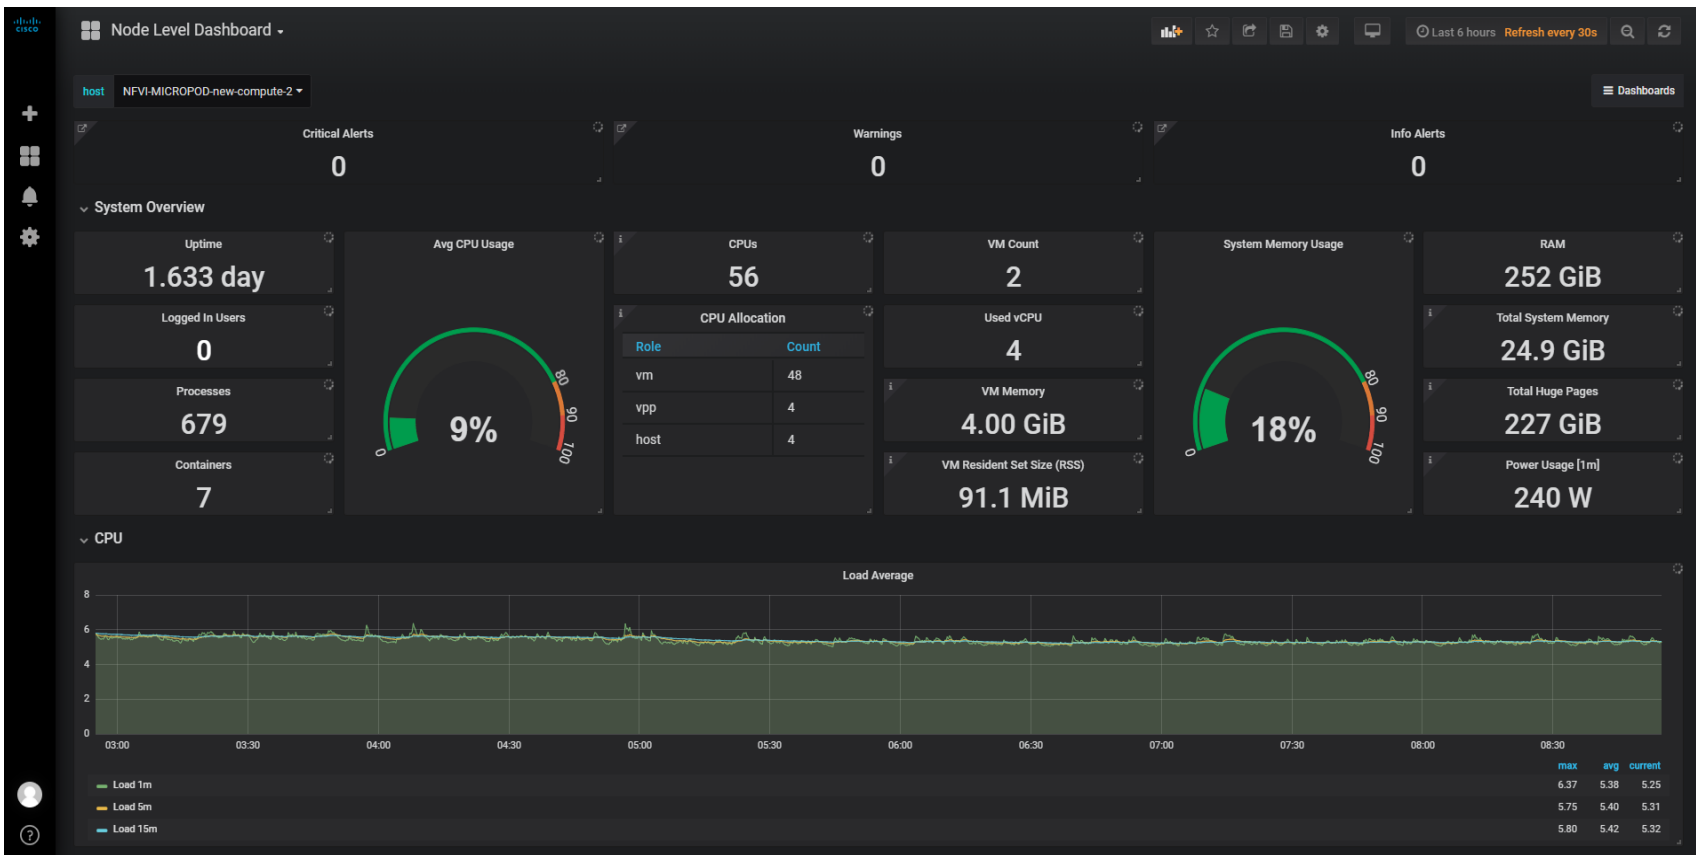 cisco
Node Level Dashboard
Last 6 hours Refresh every 30s
host NFVI-MICROPOD-new-compute-2
Dashboards
Critical Alerts
0
Warnings
0
Info Alerts
0
System Overview
Uptime
1.633 day
Logged In Users
0
Processes
679
Containers
7
Avg CPU Usage
0
80
90
100
9%
CPUs
56
CPU Allocation
Role Count
vm 48
vpp 4
host 4
VM Count
2
Used vCPU
4
VM Memory
4.00 GiB
VM Resident Set Size (RSS)
91.1 MiB
System Memory Usage
0
80
90
100
18%
RAM
252 GiB
Total System Memory
24.9 GiB
Total Huge Pages
227 GiB
Power Usage [1m]
240 W
CPU
Load Average
8
6
4
2
0
03:00 03:30 04:00 04:30 05:00 05:30 06:00 06:30 07:00 07:30 08:00 08:30
max avg current
Load 1m 6.37 5.38 5.25
Load 5m 5.75 5.40 5.31
Load 15m 5.80 5.42 5.32